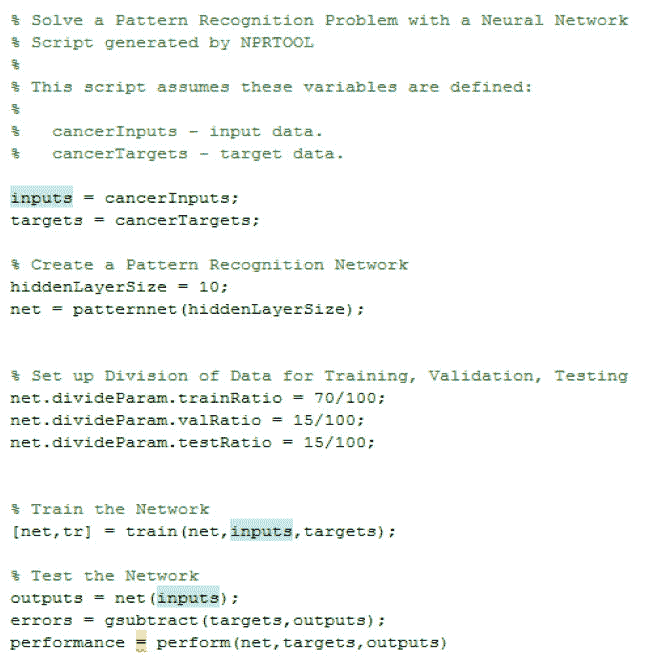 % Solve a Pattern Recognition Problem with a Neural Network
% Script generated by NPRTOOL
%
% This script assumes these variables are defined:
%
%   cancerInputs - input data.
%   cancerTargets - target data.
inputs = cancerInputs;
targets = cancerTargets;
% Create a Pattern Recognition Network
hiddenLayerSize = 10;
net = patternnet(hiddenLayerSize);
% Set up Division of Data for Training, Validation, Testing
net.divideParam.trainRatio = 70/100;
net.divideParam.valRatio = 15/100;
net.divideParam.testRatio = 15/100;
% Train the Network
[net,tr] = train(net,inputs,targets);
% Test the Network
outputs = net(inputs);
errors = gsubtract(targets,outputs);
performance = perform(net,targets,outputs)